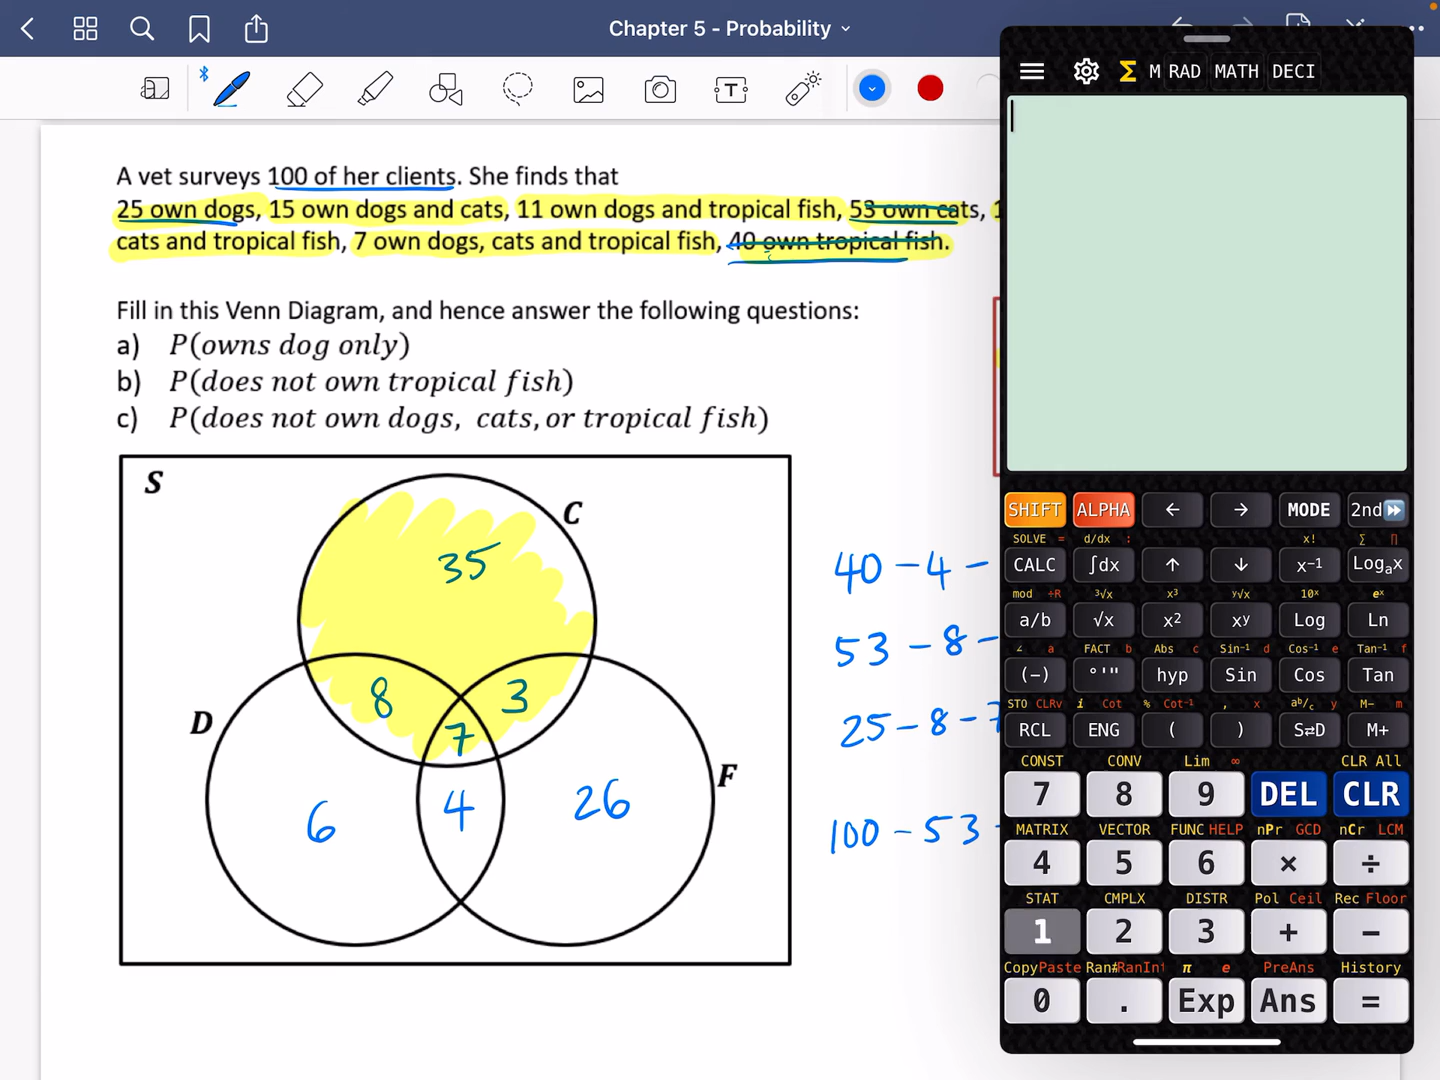 Chapter 5 - Probability
A vet surveys 100 of her clients. She finds that
25 own dogs, 15 own dogs and cats, 11 own dogs and tropical fish, 53 own cats, 1
cats and tropical fish, 7 own dogs, cats and tropical fish, 40 own tropical fish.
Fill in this Venn Diagram, and hence answer the following questions:
a) P(owns dog only)
b) P(does not own tropical fish)
c) P(does not own dogs, cats, or tropical fish)
S
C
35
8
3
7
D
F
6
4
26
40 - 4 -
53 - 8 -
25 - 8 - 7
100 - 53 -
Σ M RAD MATH DECI
SHIFT ALPHA ← → MODE 2nd
SOLVE = d/dx : x! ∑ ∏
CALC ∫dx ↑ ↓ x⁻¹ Logₐx
mod ÷R ³√x x³ ʸ√x 10ˣ eˣ
a/b √x x² xʸ Log Ln
∠ a FACT b Abs c Sin⁻¹ d Cos⁻¹ e Tan⁻¹ f
(−) °'" hyp Sin Cos Tan
STO CLRv i Cot % Cot⁻¹ , x aᵇ/c y M− m
RCL ENG ( ) S⇄D M+
CONST CONV Lim ∞ CLR All
7 8 9 DEL CLR
MATRIX VECTOR FUNC HELP nPr GCD nCr LCM
4 5 6 × ÷
STAT CMPLX DISTR Pol Ceil Rec Floor
1 2 3 + −
Copy Paste Ran# RanInt π e PreAns History
0 . Exp Ans =